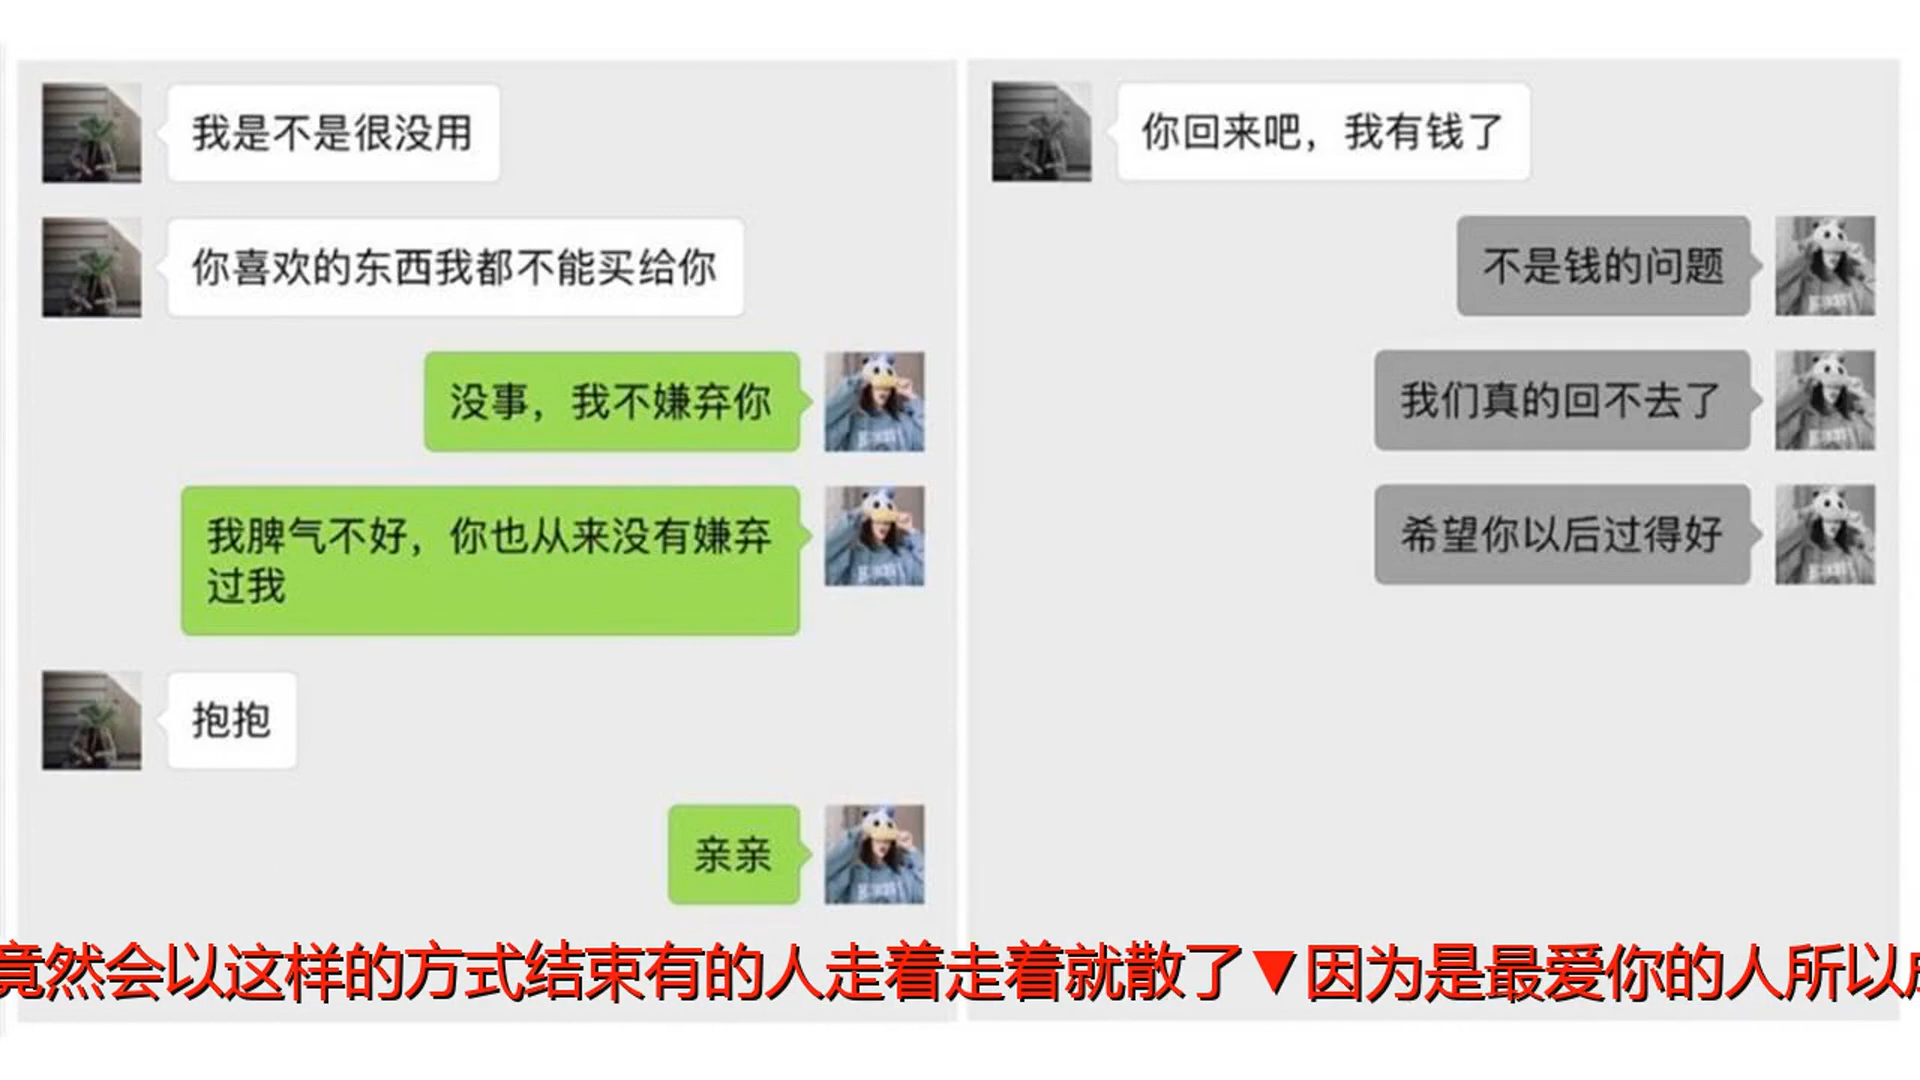 我是不是很没用
你喜欢的东西我都不能买给你
没事，我不嫌弃你
我脾气不好，你也从来没有嫌弃
过我
抱抱
亲亲
你回来吧，我有钱了
不是钱的问题
我们真的回不去了
希望你以后过得好
竟然会以这样的方式结束有的人走着走着就散了▼因为是最爱你的人所以